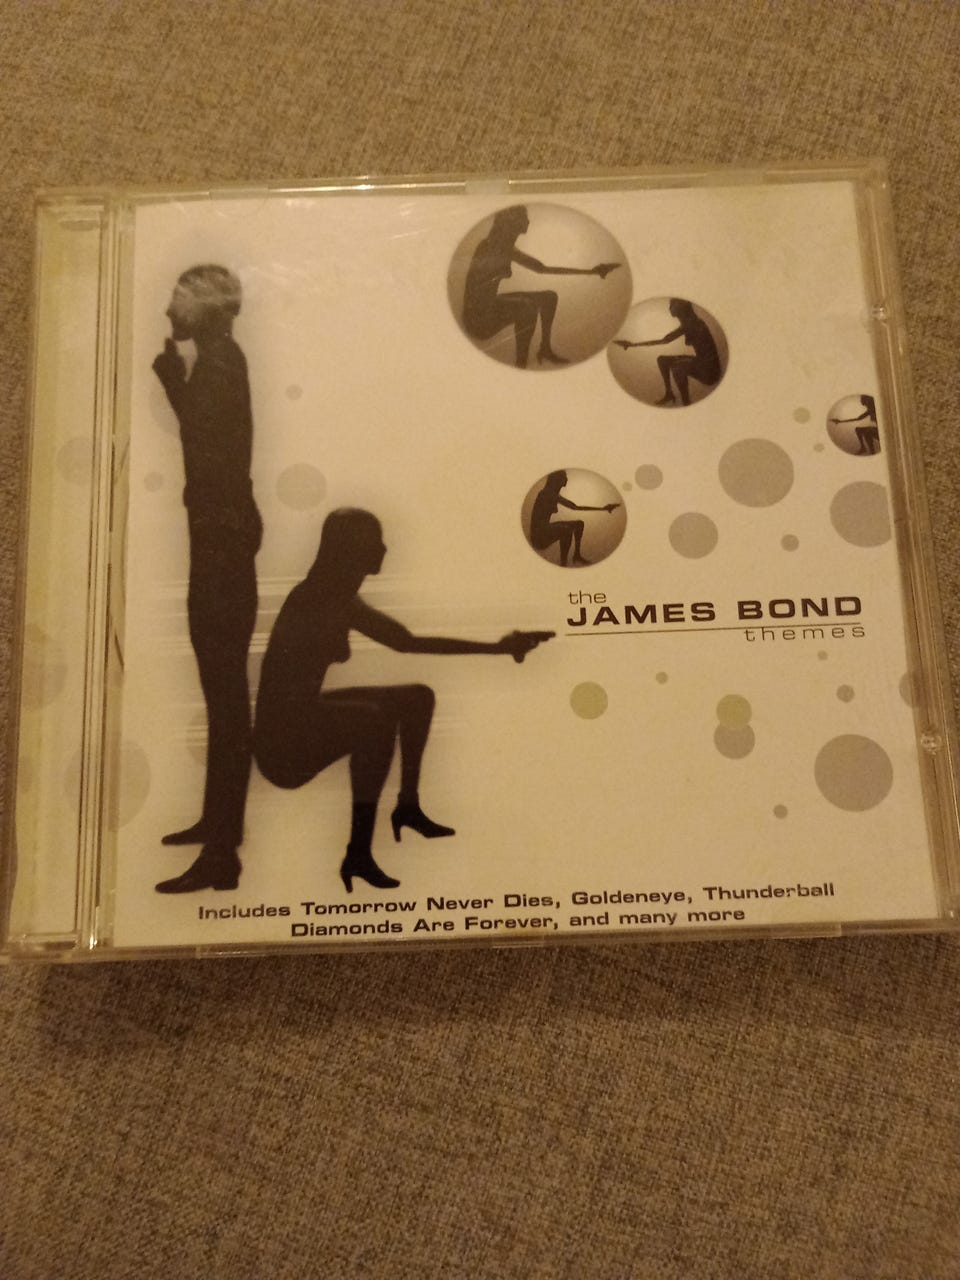 the
JAMES BOND
themes
Includes Tomorrow Never Dies, Goldeneye, Thunderball
Diamonds Are Forever, and many more